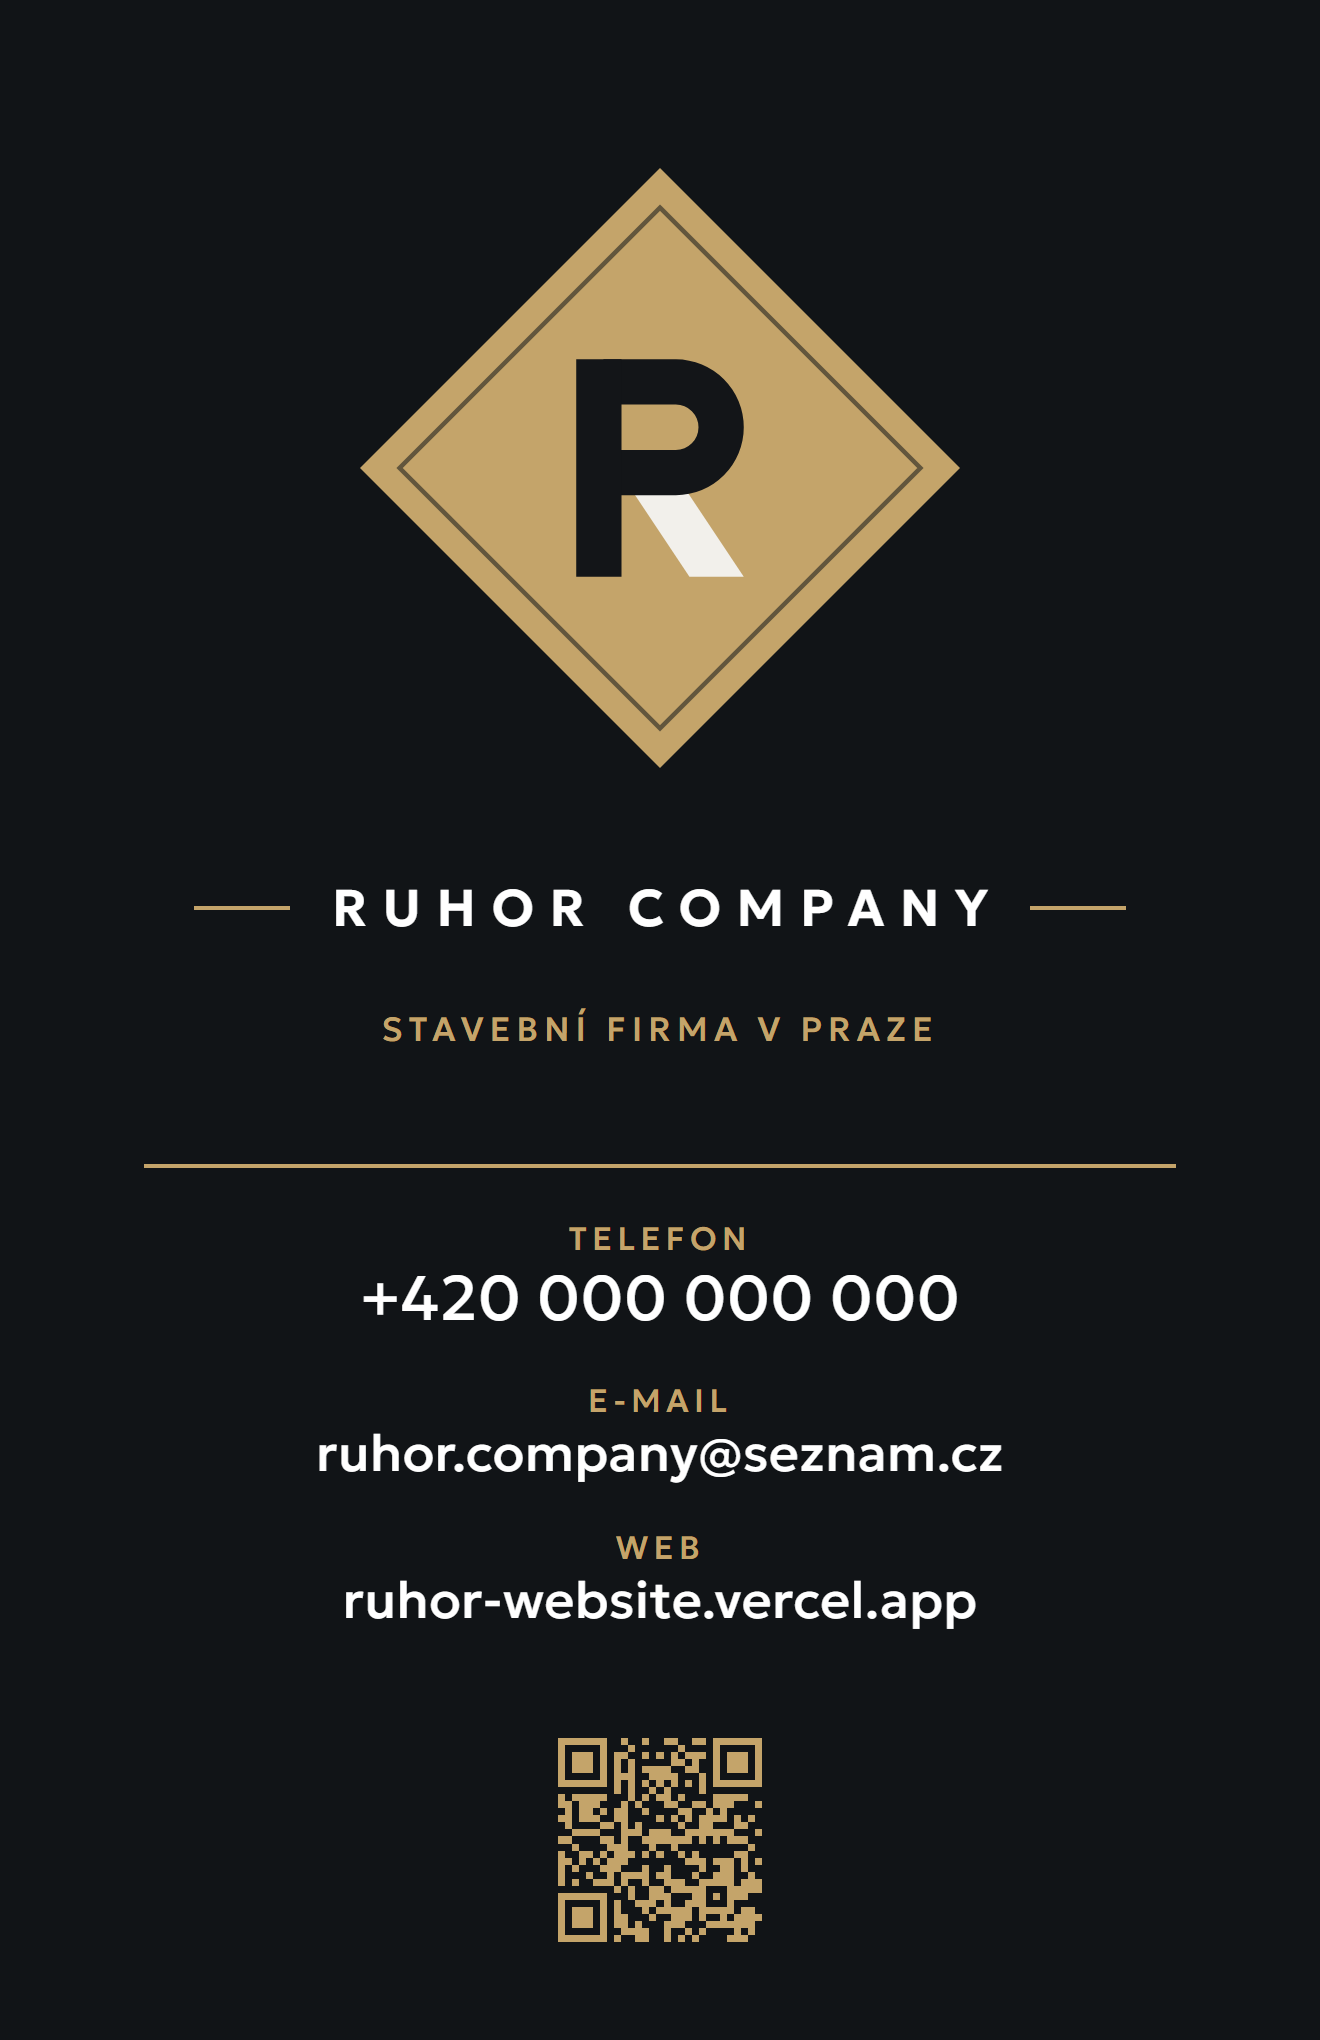 R
RUHOR COMPANY
STAVEBNÍ FIRMA V PRAZE
TELEFON
+420 000 000 000
E-MAIL
ruhor.company@seznam.cz
WEB
ruhor-website.vercel.app